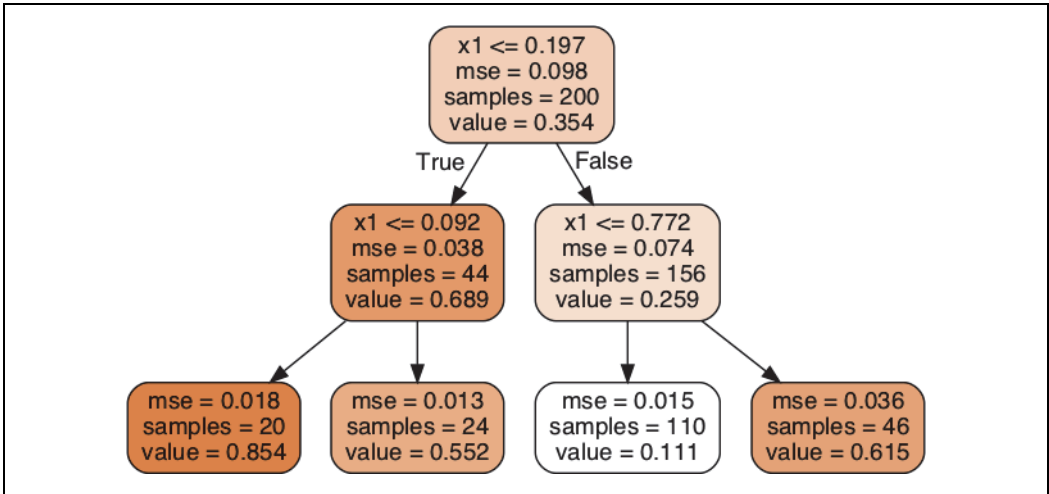 x1 <= 0.197
mse = 0.098
samples = 200
value = 0.354
True
False
x1 <= 0.092
mse = 0.038
samples = 44
value = 0.689
x1 <= 0.772
mse = 0.074
samples = 156
value = 0.259
mse = 0.018
samples = 20
value = 0.854
mse = 0.013
samples = 24
value = 0.552
mse = 0.015
samples = 110
value = 0.111
mse = 0.036
samples = 46
value = 0.615